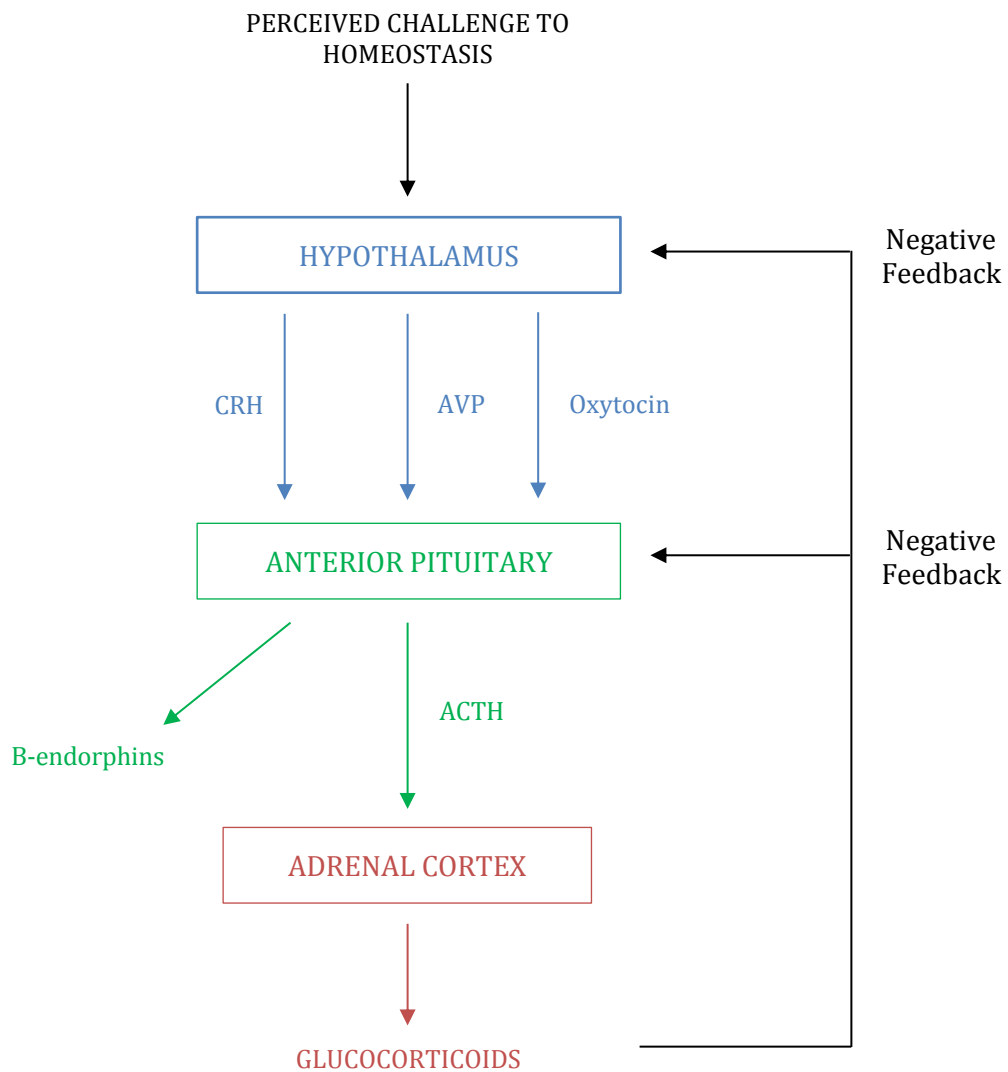 PERCEIVED CHALLENGE TO
HOMEOSTASIS
HYPOTHALAMUS
Negative
Feedback
CRH
AVP
Oxytocin
ANTERIOR PITUITARY
Negative
Feedback
ACTH
B-endorphins
ADRENAL CORTEX
GLUCOCORTICOIDS